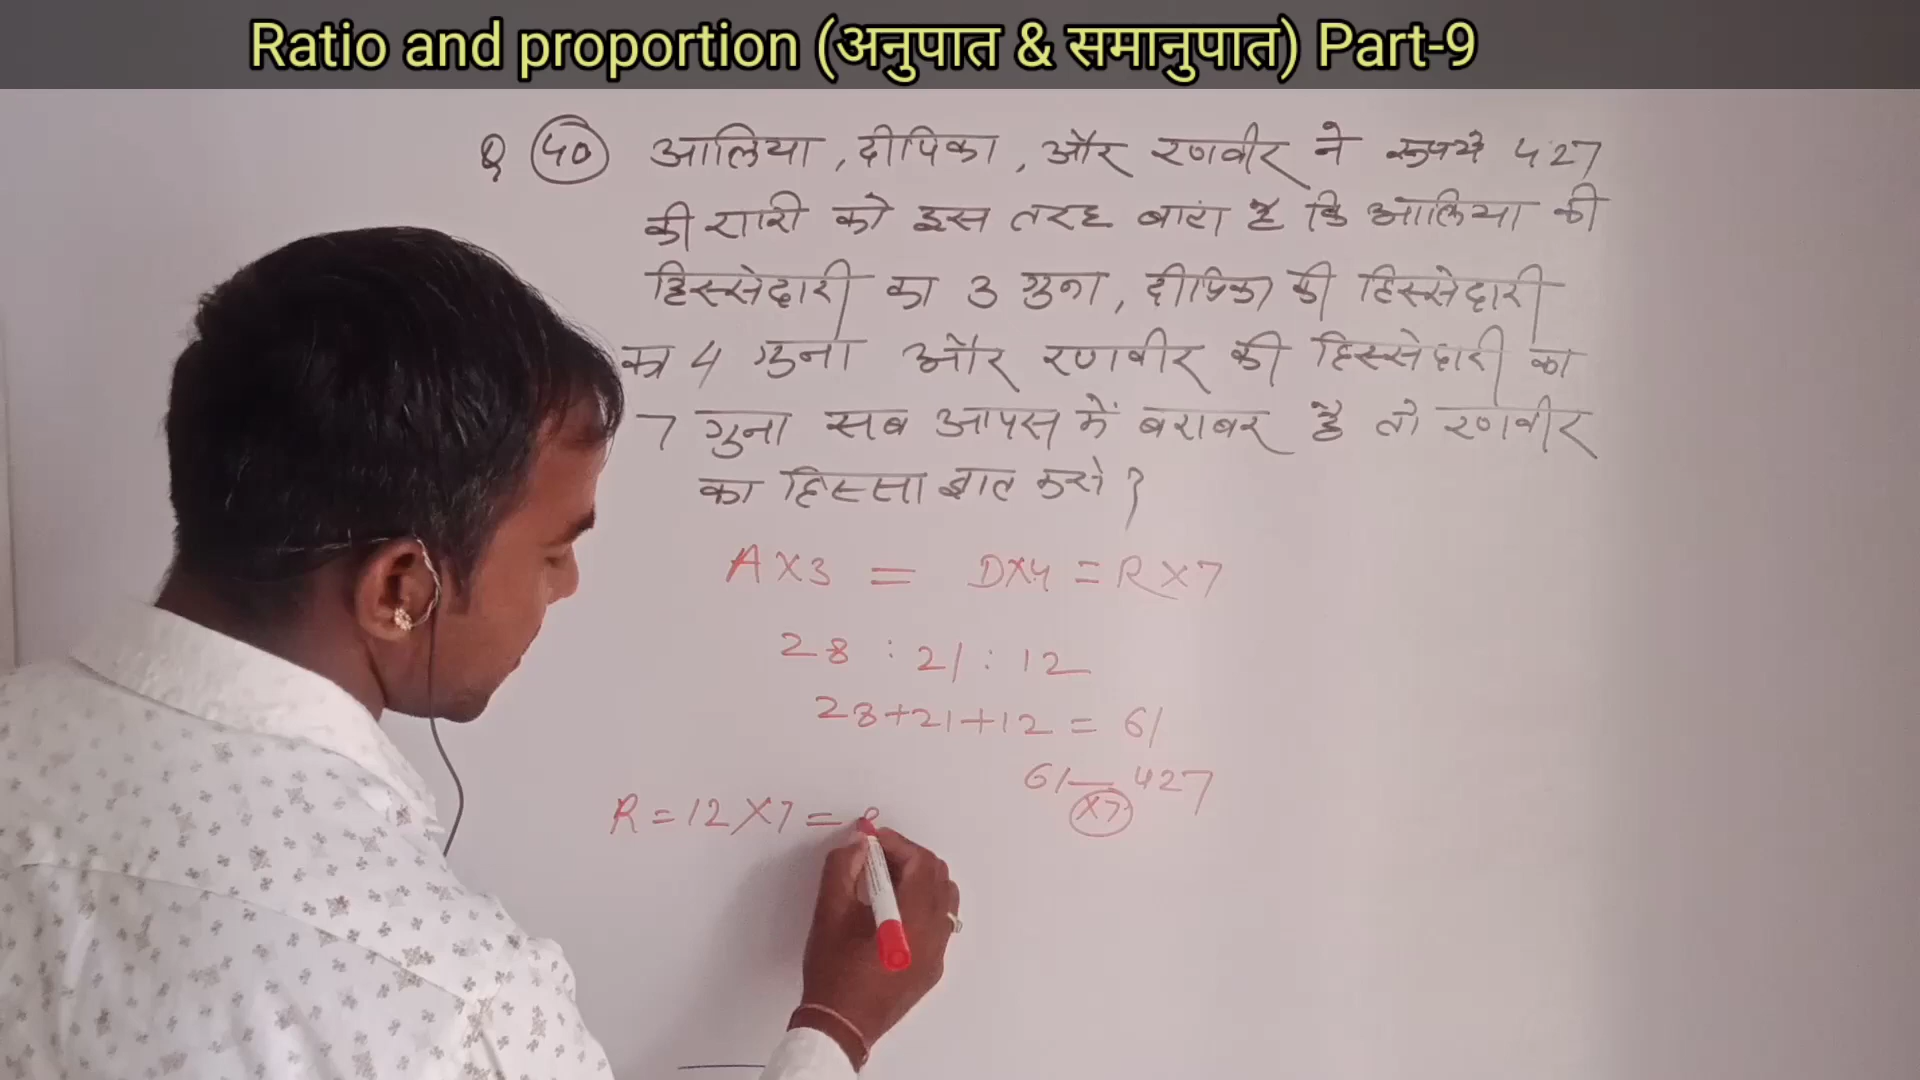 Ratio and proportion (अनुपात & समानुपात) Part-9
Q 40 आलिया, दीपिका, और रणवीर ने रूपये 427
की राशी को इस तरह बाटा है कि आलिया की
हिस्सेदारी का 3 गुना, दीपिका की हिस्सेदारी
का 4 गुना और रणवीर की हिस्सेदारी का
7 गुना सब आपस में बराबर है तो रणवीर
का हिस्सा ज्ञात करो ?
A×3 = D×4 = R×7
28 : 21 : 12
28+21+12 = 61
61— 427
×7
R = 12×7 =